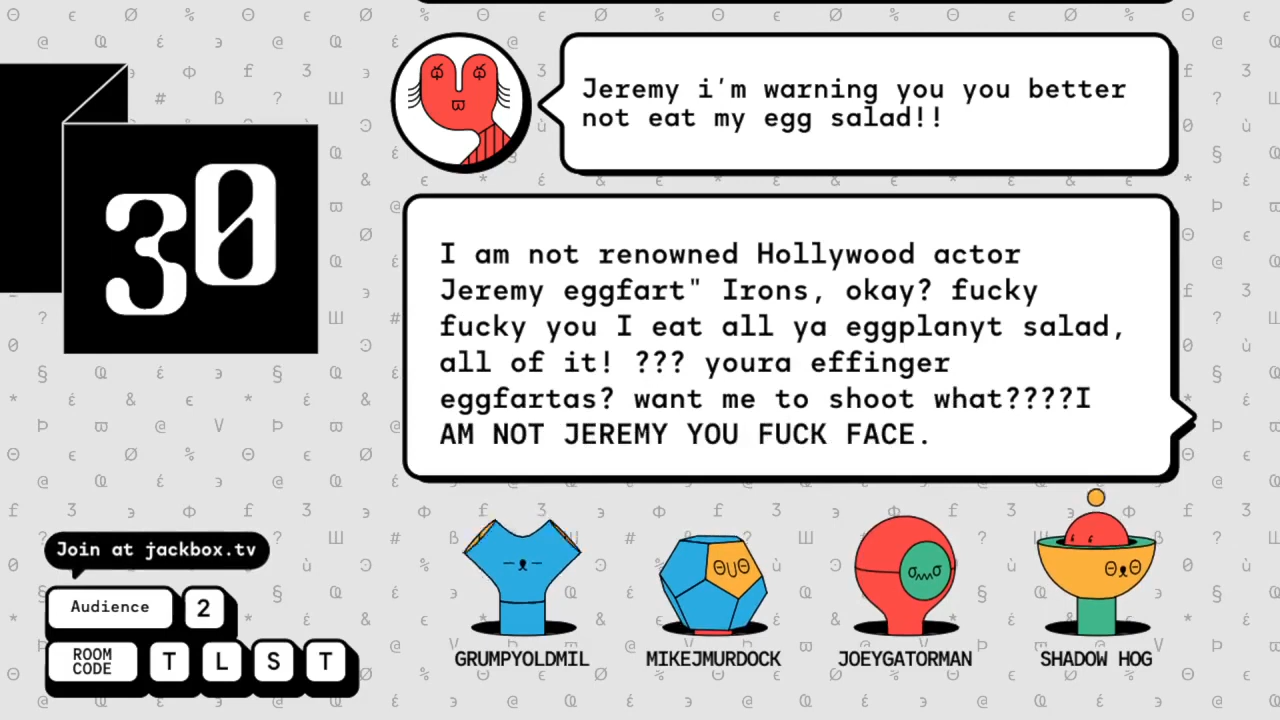 Jeremy i'm warning you you better
not eat my egg salad!!
30
I am not renowned Hollywood actor
Jeremy eggfart" Irons, okay? fucky
fucky you I eat all ya eggplanyt salad,
all of it! ??? youra effinger
eggfartas? want me to shoot what????I
AM NOT JEREMY YOU FUCK FACE.
Join at jackbox.tv
Audience 2
ROOM
CODE T L S T
GRUMPYOLDMIL MIKEJMURDOCK JOEYGATORMAN SHADOW HOG